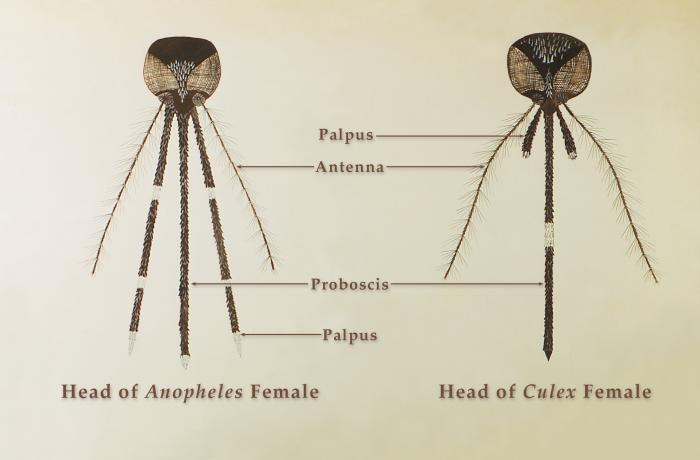 Palpus
Antenna
Proboscis
Palpus
Head of Anopheles Female
Head of Culex Female